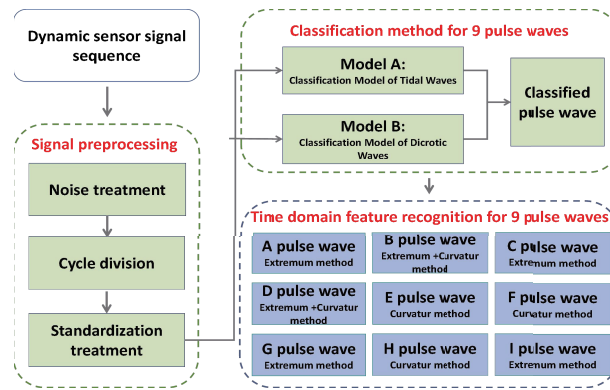 Dynamic sensor signal
sequence
Signal preprocessing
Noise treatment
Cycle division
Standardization
treatment
Classification method for 9 pulse waves
Model A:
Classification Model of Tidal Waves
Model B:
Classification Model of Dicrotic
Waves
Classified
pulse wave
Time domain feature recognition for 9 pulse waves
A pulse wave
Extremum method
B pulse wave
Extremum +Curvatur
method
C pulse wave
Extremum method
D pulse wave
Extremum +Curvatur
method
E pulse wave
Curvatur method
F pulse wave
Curvatur method
G pulse wave
Extremum method
H pulse wave
Curvatur method
I pulse wave
Extremum method